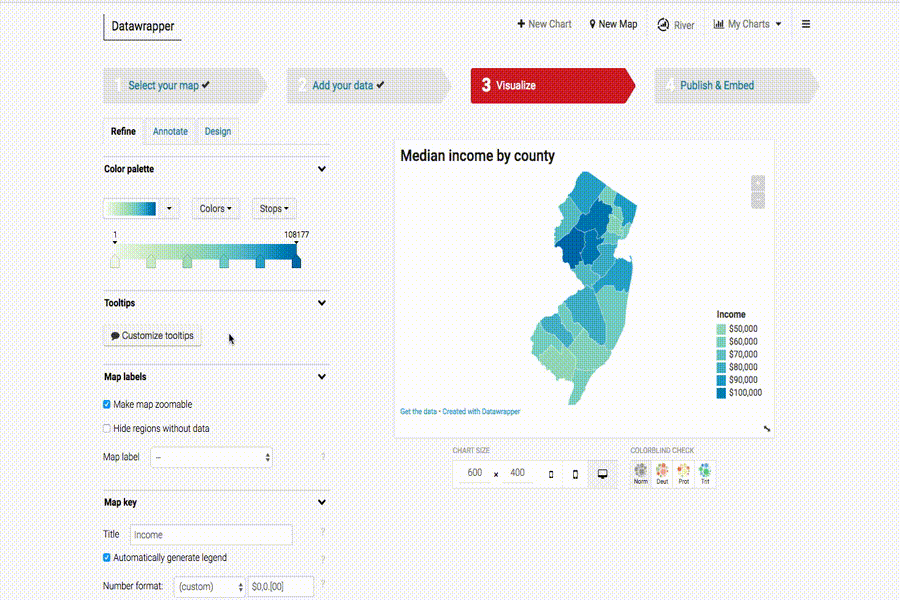 Datawrapper
New Chart
New Map
River
My Charts
1 Select your map
2 Add your data
3 Visualize
4 Publish & Embed
Refine
Annotate
Design
Color palette
Colors
Stops
1
108177
Tooltips
Customize tooltips
Map labels
Make map zoomable
Hide regions without data
Map label
--
?
Map key
Title
Income
?
Automatically generate legend
?
Number format:
(custom)
$0,0.[00]
?
Median income by county
+
-
Income
$50,000
$60,000
$70,000
$80,000
$90,000
$100,000
Get the data • Created with Datawrapper
CHART SIZE
600 × 400
COLORBLIND CHECK
Norm
Deut
Prot
Trit